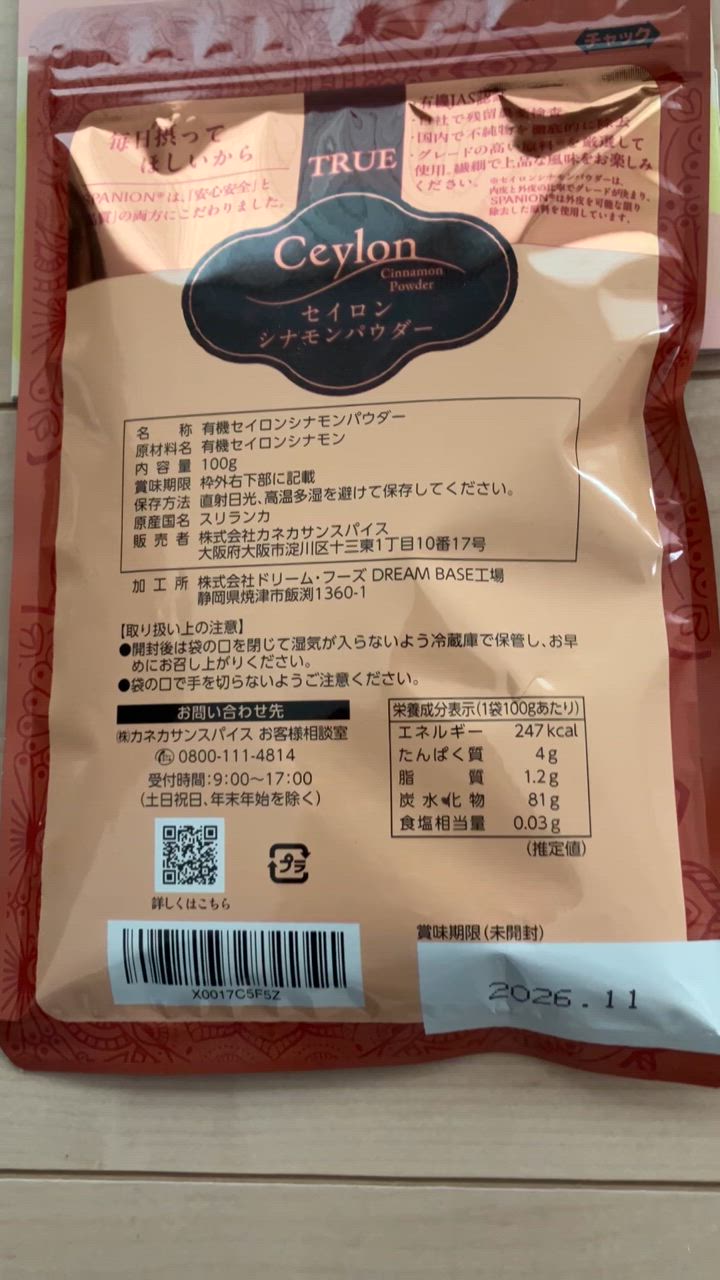 チャック
毎日摂って
ほしいから
SPANION®は、「安心安全」と
質」の両方にこだわりました。
TRUE
有機JAS認
社で残留
・国内で不純物を徹底的に除去
・グレードの高い原料※を厳選して
使用。繊細で上品な風味をお楽しみ
ください。
※セイロンシナモンパウダーは、
内皮と外皮の比率でグレードが決まり、
SPANION®は外皮を可能な限り
除去した原料を使用しています。
Ceylon
Cinnamon
Powder
セイロン
シナモンパウダー
名 称 有機セイロンシナモンパウダー
原材料名 有機セイロンシナモン
内容量 100g
賞味期限 枠外右下部に記載
保存方法 直射日光、高温多湿を避けて保存してください。
原産国名 スリランカ
販売者 株式会社カネカサンスパイス
大阪府大阪市淀川区十三東1丁目10番17号
加工所 株式会社ドリーム・フーズ DREAM BASE工場
静岡県焼津市飯渕1360-1
【取り扱い上の注意】
●開封後は袋の口を閉じて湿気が入らないよう冷蔵庫で保管し、お早
めにお召し上がりください。
●袋の口で手を切らないようご注意ください。
お問い合わせ先
㈱カネカサンスパイス お客様相談室
0800-111-4814
受付時間:9:00〜17:00
(土日祝日、年末年始を除く)
詳しくはこちら
プラ
栄養成分表示(1袋100gあたり)
エネルギー 247kcal
たんぱく質 4g
脂質 1.2g
炭水化物 81g
食塩相当量 0.03g
(推定値)
X0017C5F5Z
賞味期限(未開封)
2026.11